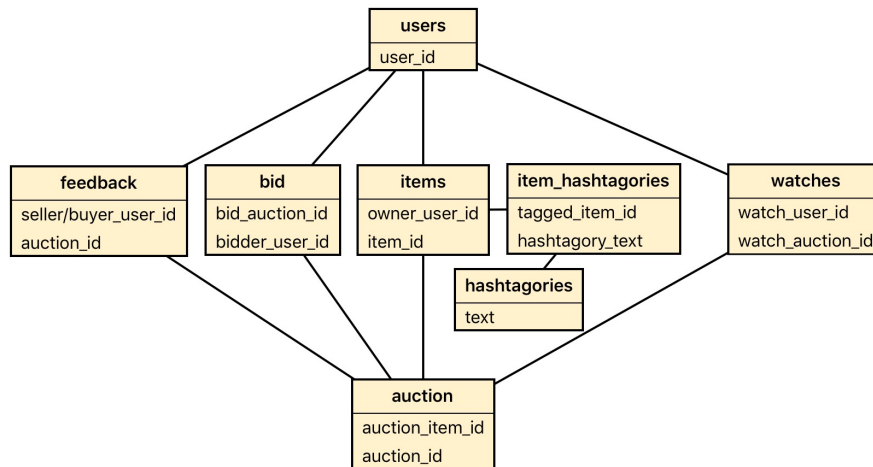 users
user_id
feedback
seller/buyer_user_id
auction_id
bid
bid_auction_id
bidder_user_id
items
owner_user_id
item_id
item_hashtagories
tagged_item_id
hashtagory_text
watches
watch_user_id
watch_auction_id
hashtagories
text
auction
auction_item_id
auction_id